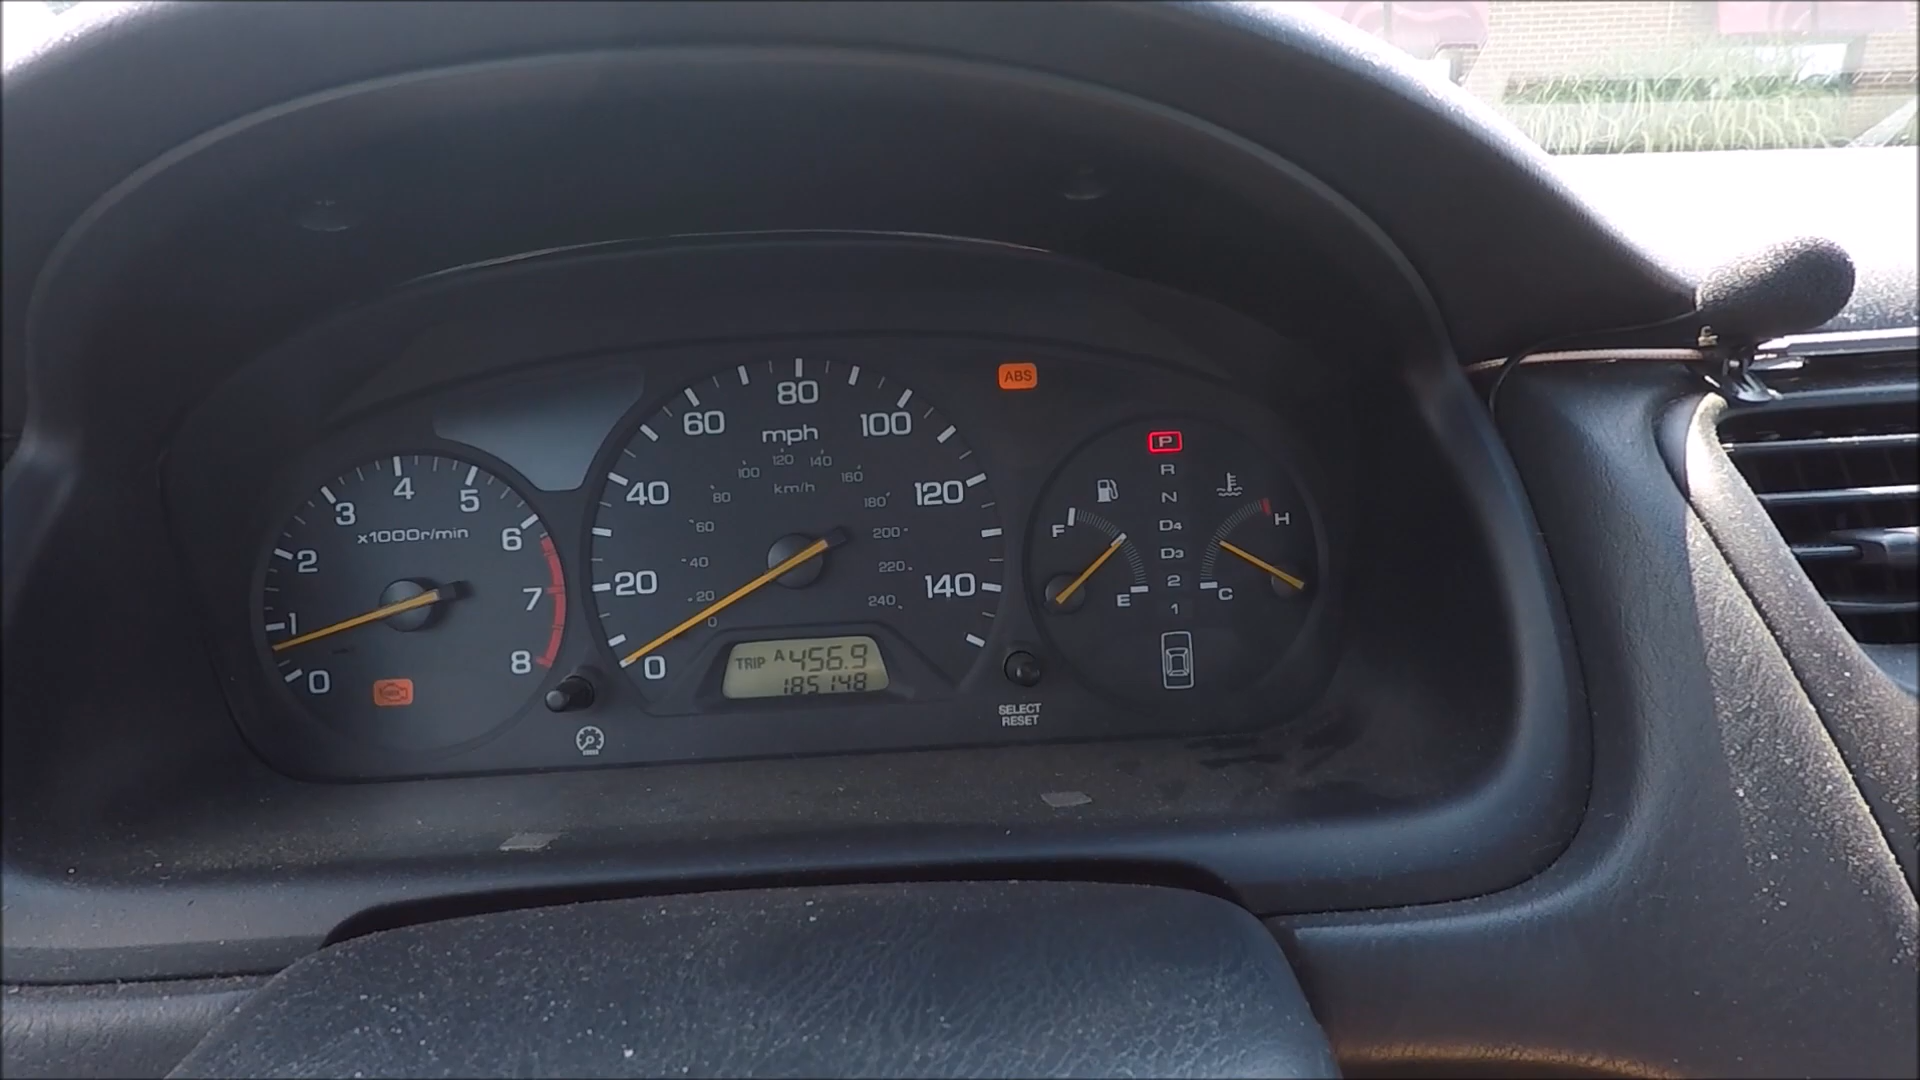 0
1
2
3
4
5
6
7
8
x1000r/min
0
20
40
60
80
100
120
140
mph
0
20
40
60
80
100
120
140
160
180
200
220
240
km/h
TRIP A 456.9
185148
SELECT
RESET
ABS
P
R
N
D4
D3
2
1
F
E
H
C